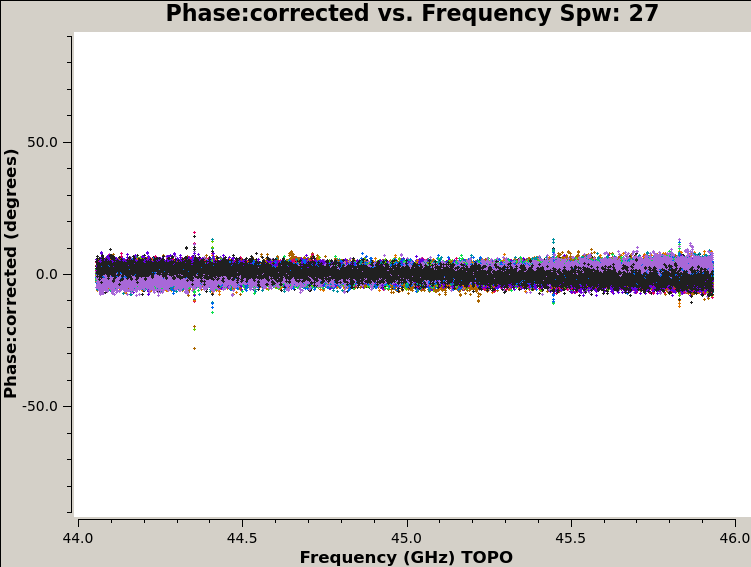 Phase:corrected vs. Frequency Spw: 27
Phase:corrected (degrees)
50.0
0.0
-50.0
44.0 44.5 45.0 45.5 46.0
Frequency (GHz) TOPO